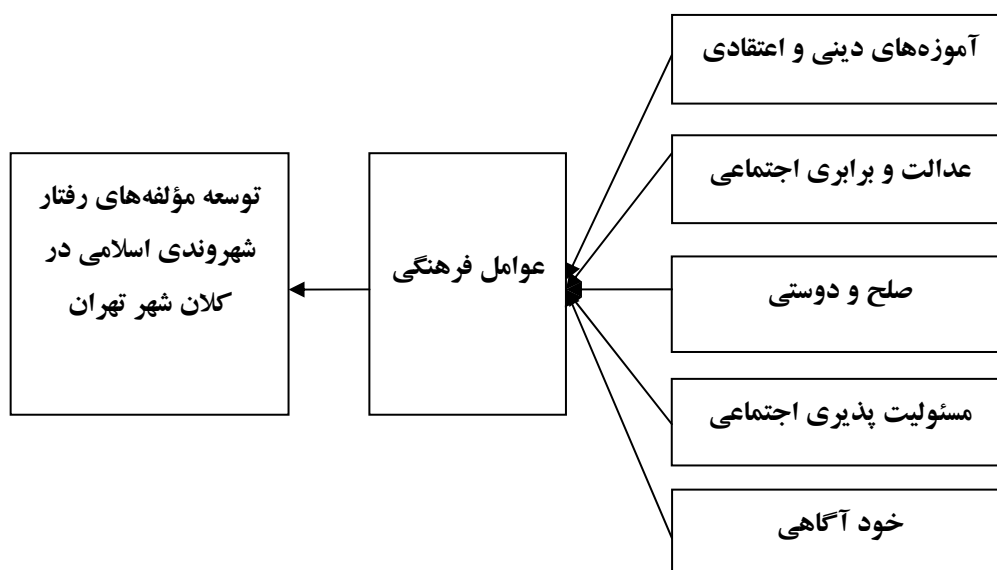 آموزه‌های دینی و اعتقادی
عدالت و برابری اجتماعی
صلح و دوستی
مسئولیت پذیری اجتماعی
خود آگاهی
عوامل فرهنگی
توسعه مؤلفه‌های رفتار
شهروندی اسلامی در
کلان شهر تهران